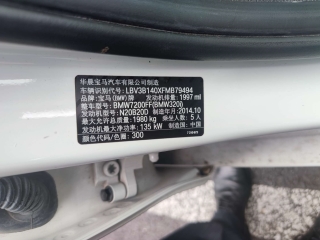 华晨宝马汽车有限公司制造
车辆识别代号: LBV3B140XFMB79494
品牌: 宝马(BMW)牌 发动机排量: 1997 ml
整车型号: BMW7200FF(BMW320i)
发动机型号: N20B20D 制造年月: 2014.10
最大允许总质量: 1980 kg 乘坐人数: 5 人
发动机最大净功率: 135 kW 制造国: 中国
颜色代码/色圈: 300